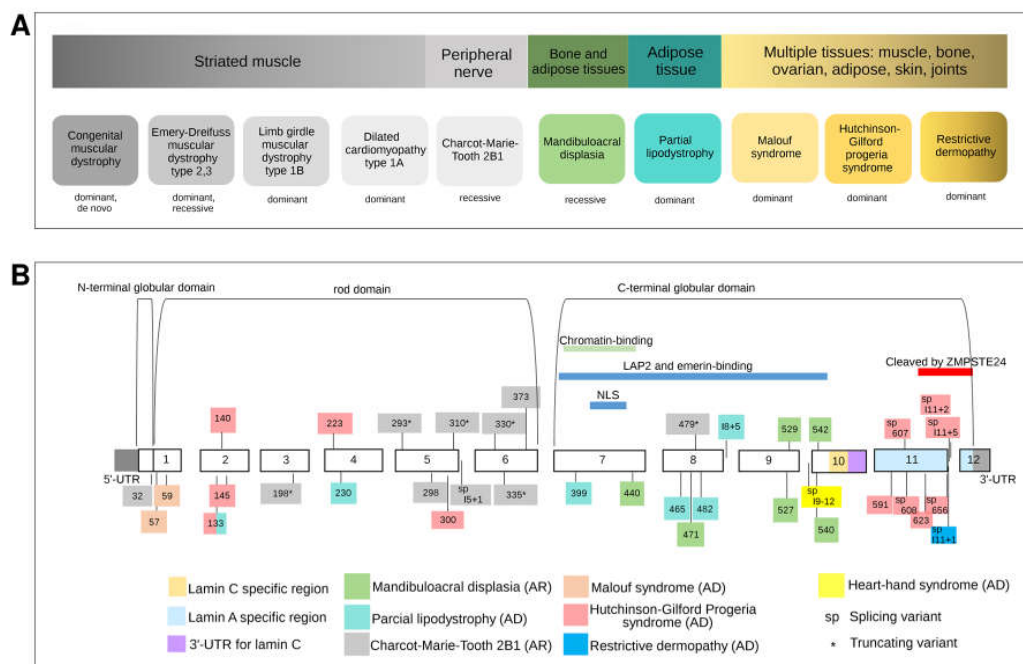 A
Striated muscle
Peripheral
nerve
Bone and
adipose tissues
Adipose
tissue
Multiple tissues: muscle, bone,
ovarian, adipose, skin, joints
Congenital
muscular
dystrophy
Emery-Dreifuss
muscular
dystrophy
type 2,3
Limb girdle
muscular
dystrophy
type 1B
Dilated
cardiomyopathy
type 1A
Charcot-Marie-
Tooth 2B1
Mandibuloacral
displasia
Partial
lipodystrophy
Malouf
syndrome
Hutchinson-
Gilford
progeria
syndrome
Restrictive
dermopathy
dominant,
de novo
dominant,
recessive
dominant
dominant
recessive
recessive
dominant
dominant
dominant
dominant
B
N-terminal globular domain
rod domain
C-terminal globular domain
Chromatin-binding
LAP2 and emerin-binding
Cleaved by ZMPSTE24
NLS
373
140
223
293*
310*
330*
479*
I8+5
529
542
sp
607
sp
I11+2
sp
I11+5
1
2
3
4
5
6
7
8
9
10
11
12
5'-UTR
3'-UTR
32
59
57
145
133
198*
230
298
300
sp
I5+1
335*
399
440
465
482
471
527
sp
I9-12
540
591
sp
608
623
sp
656
sp
I11+1
Lamin C specific region
Lamin A specific region
3'-UTR for lamin C
Mandibuloacral displasia (AR)
Parcial lipodystrophy (AD)
Charcot-Marie-Tooth 2B1 (AR)
Malouf syndrome (AD)
Hutchinson-Gilford Progeria
syndrome (AD)
Restrictive dermopathy (AD)
Heart-hand syndrome (AD)
sp Splicing variant
* Truncating variant